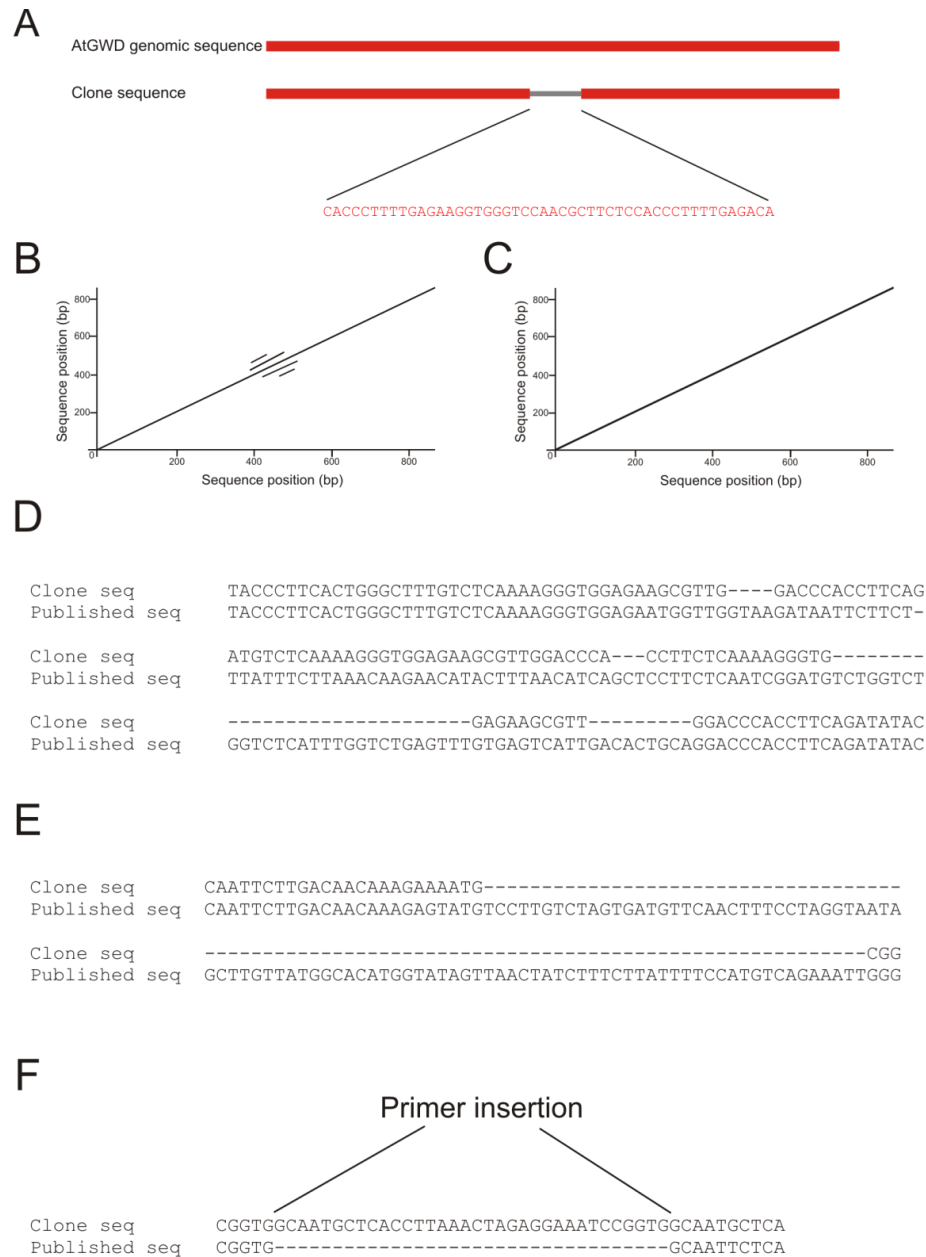 A
AtGWD genomic sequence
Clone sequence
CACCCTTTTGAGAAGGTGGGTCCAACGCTTCTCCACCCTTTTGAGACA
B
C
Sequence position (bp)
800
600
400
200
0
200
400
600
800
Sequence position (bp)
Sequence position (bp)
800
600
400
200
0
200
400
600
800
Sequence position (bp)
D
Clone seq TACCCTTCACTGGGCTTTGTCTCAAAAGGGTGGAGAAGCGTTG----GACCCACCTTCAG
Published seq TACCCTTCACTGGGCTTTGTCTCAAAAGGGTGGAGAATGGTTGGTAAGATAATTCTTCT-
Clone seq ATGTCTCAAAAGGGTGGAGAAGCGTTGGACCCA---CCTTCTCAAAAGGGTG--------
Published seq TTATTTCTTAAACAAGAACATACTTTAACATCAGCTCCTTCTCAATCGGATGTCTGGTCT
Clone seq ---------------------GAGAAGCGTT---------GGACCCACCTTCAGATATAC
Published seq GGTCTCATTTGGTCTGAGTTTGTGAGTCATTGACACTGCAGGACCCACCTTCAGATATAC
E
Clone seq CAATTCTTGACAACAAAGAAAATG------------------------------------
Published seq CAATTCTTGACAACAAAGAGTATGTCCTTGTCTAGTGATGTTCAACTTTCCTAGGTAATA
Clone seq ---------------------------------------------------------CGG
Published seq GCTTGTTATGGCACATGGTATAGTTAACTATCTTTCTTATTTTCCATGTCAGAAATTGGG
F
Primer insertion
Clone seq CGGTGGCAATGCTCACCTTAAACTAGAGGAAATCCGGTGGCAATGCTCA
Published seq CGGTG----------------------------------GCAATTCTCA